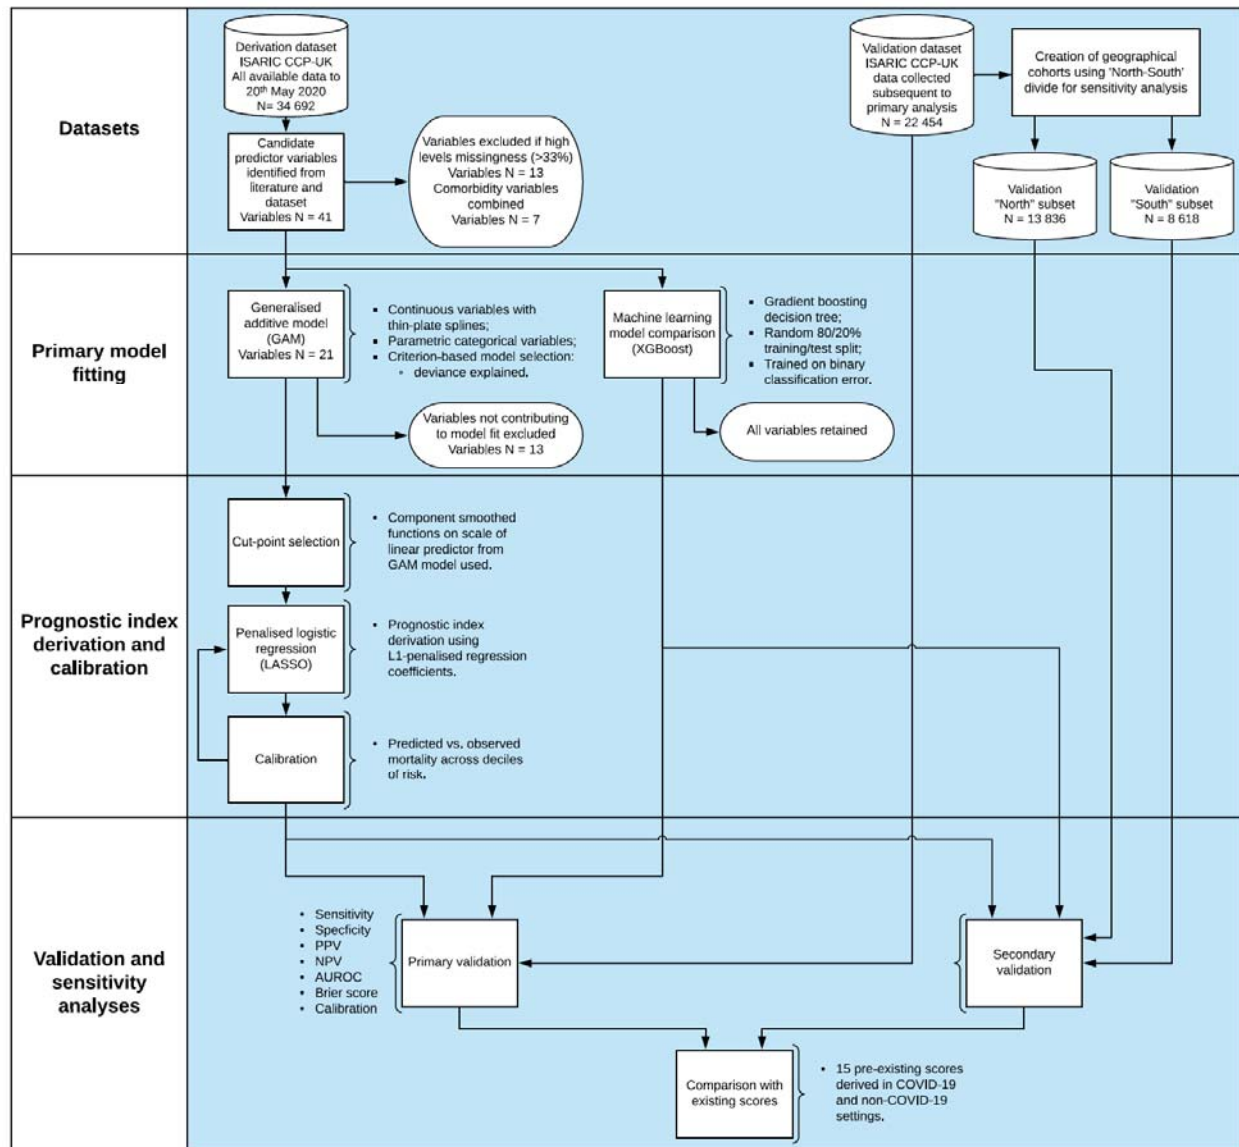 Datasets
Derivation dataset
ISARIC CCP-UK
All available data to
20th May 2020
N= 34 692
Candidate
predictor variables
identified from
literature and
dataset
Variables N = 41
Variables excluded if high
levels missingness (>33%)
Variables N = 13
Comorbidity variables
combined
Variables N = 7
Validation dataset
ISARIC CCP-UK
data collected
subsequent to
primary analysis
N = 22 454
Creation of geographical
cohorts using 'North-South'
divide for sensitivity analysis
Validation
"North" subset
N = 13 836
Validation
"South" subset
N = 8 618
Primary model
fitting
Generalised
additive model
(GAM)
Variables N = 21
▪ Continuous variables with
thin-plate splines;
▪ Parametric categorical variables;
▪ Criterion-based model selection:
◦ deviance explained.
Variables not contributing
to model fit excluded
Variables N = 13
Machine learning
model comparison
(XGBoost)
▪ Gradient boosting
decision tree;
▪ Random 80/20%
training/test split;
▪ Trained on binary
classification error.
All variables retained
Prognostic index
derivation and
calibration
Cut-point selection
• Component smoothed
functions on scale of
linear predictor from
GAM model used.
Penalised logistic
regression
(LASSO)
• Prognostic index
derivation using
L1-penalised regression
coefficients.
Calibration
• Predicted vs. observed
mortality across deciles
of risk.
Validation and
sensitivity
analyses
• Sensitivity
• Specficity
• PPV
• NPV
• AUROC
• Brier score
• Calibration
Primary validation
Secondary
validation
Comparison with
existing scores
• 15 pre-existing scores
derived in COVID-19
and non-COVID-19
settings.